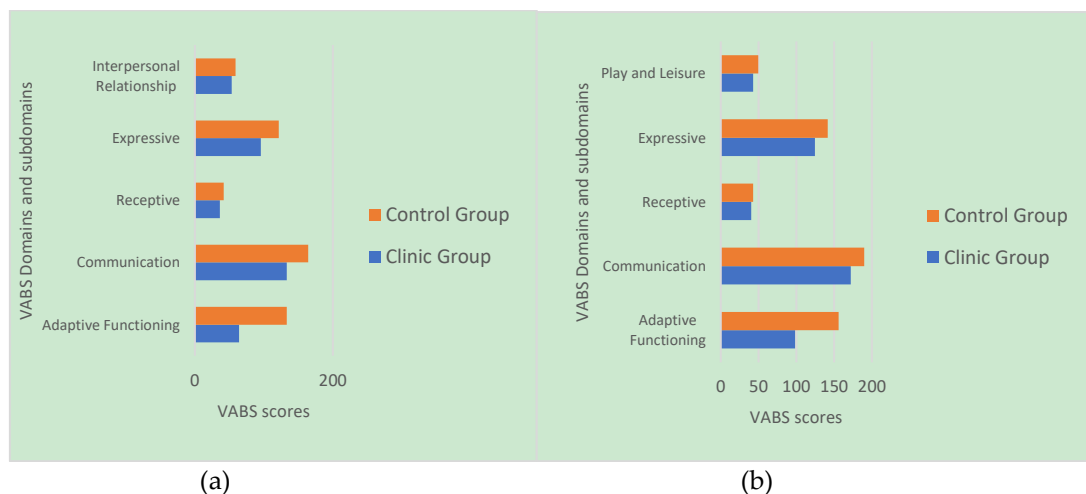 VABS Domains and subdomains
Interpersonal
Relationship
Expressive
Receptive
Communication
Adaptive Functioning
0
200
VABS scores
Control Group
Clinic Group
(a)
VABS Domains and subdomains
Play and Leisure
Expressive
Receptive
Communication
Adaptive
Functioning
0 50 100 150 200
VABS scores
Control Group
Clinic Group
(b)